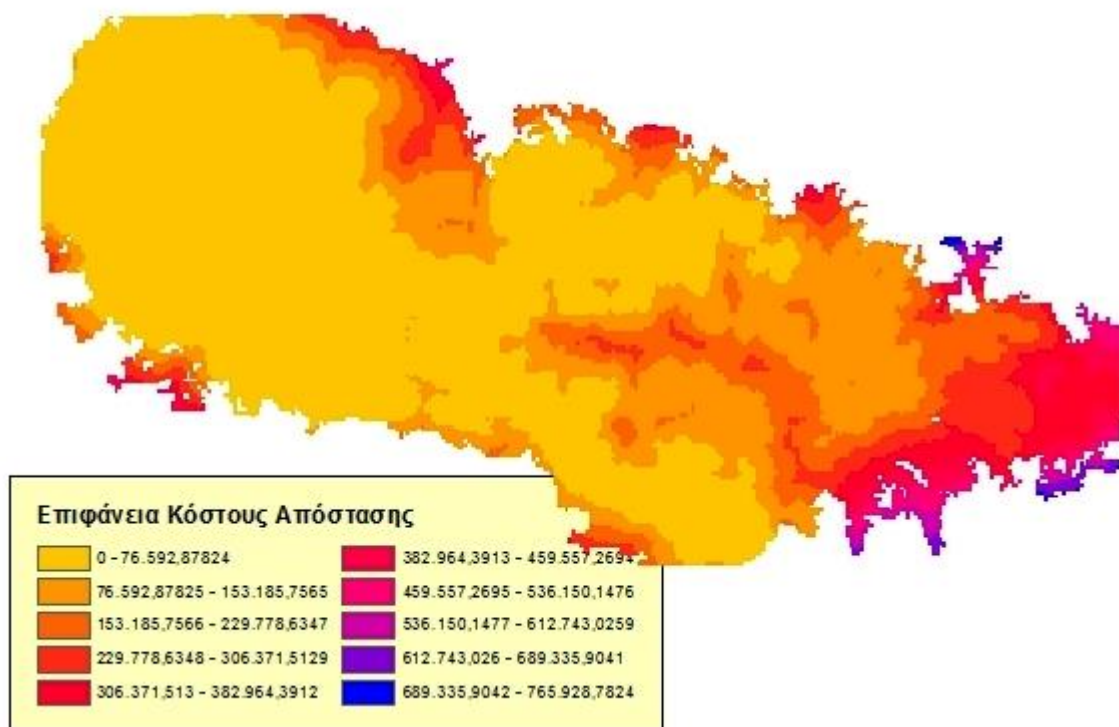 Επιφάνεια Κόστους Απόστασης
0 - 76.592,87824
76.592,87825 - 153.185,7565
153.185,7566 - 229.778,6347
229.778,6348 - 306.371,5129
306.371,513 - 382.964,3912
382.964,3913 - 459.557,2694
459.557,2695 - 536.150,1476
536.150,1477 - 612.743,0259
612.743,026 - 689.335,9041
689.335,9042 - 765.928,7824